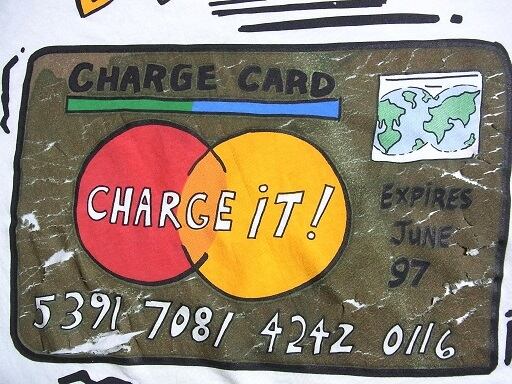 CHARGE CARD
CHARGE iT!
EXPiRES
JUNE
97
5391 7081 4242 0116